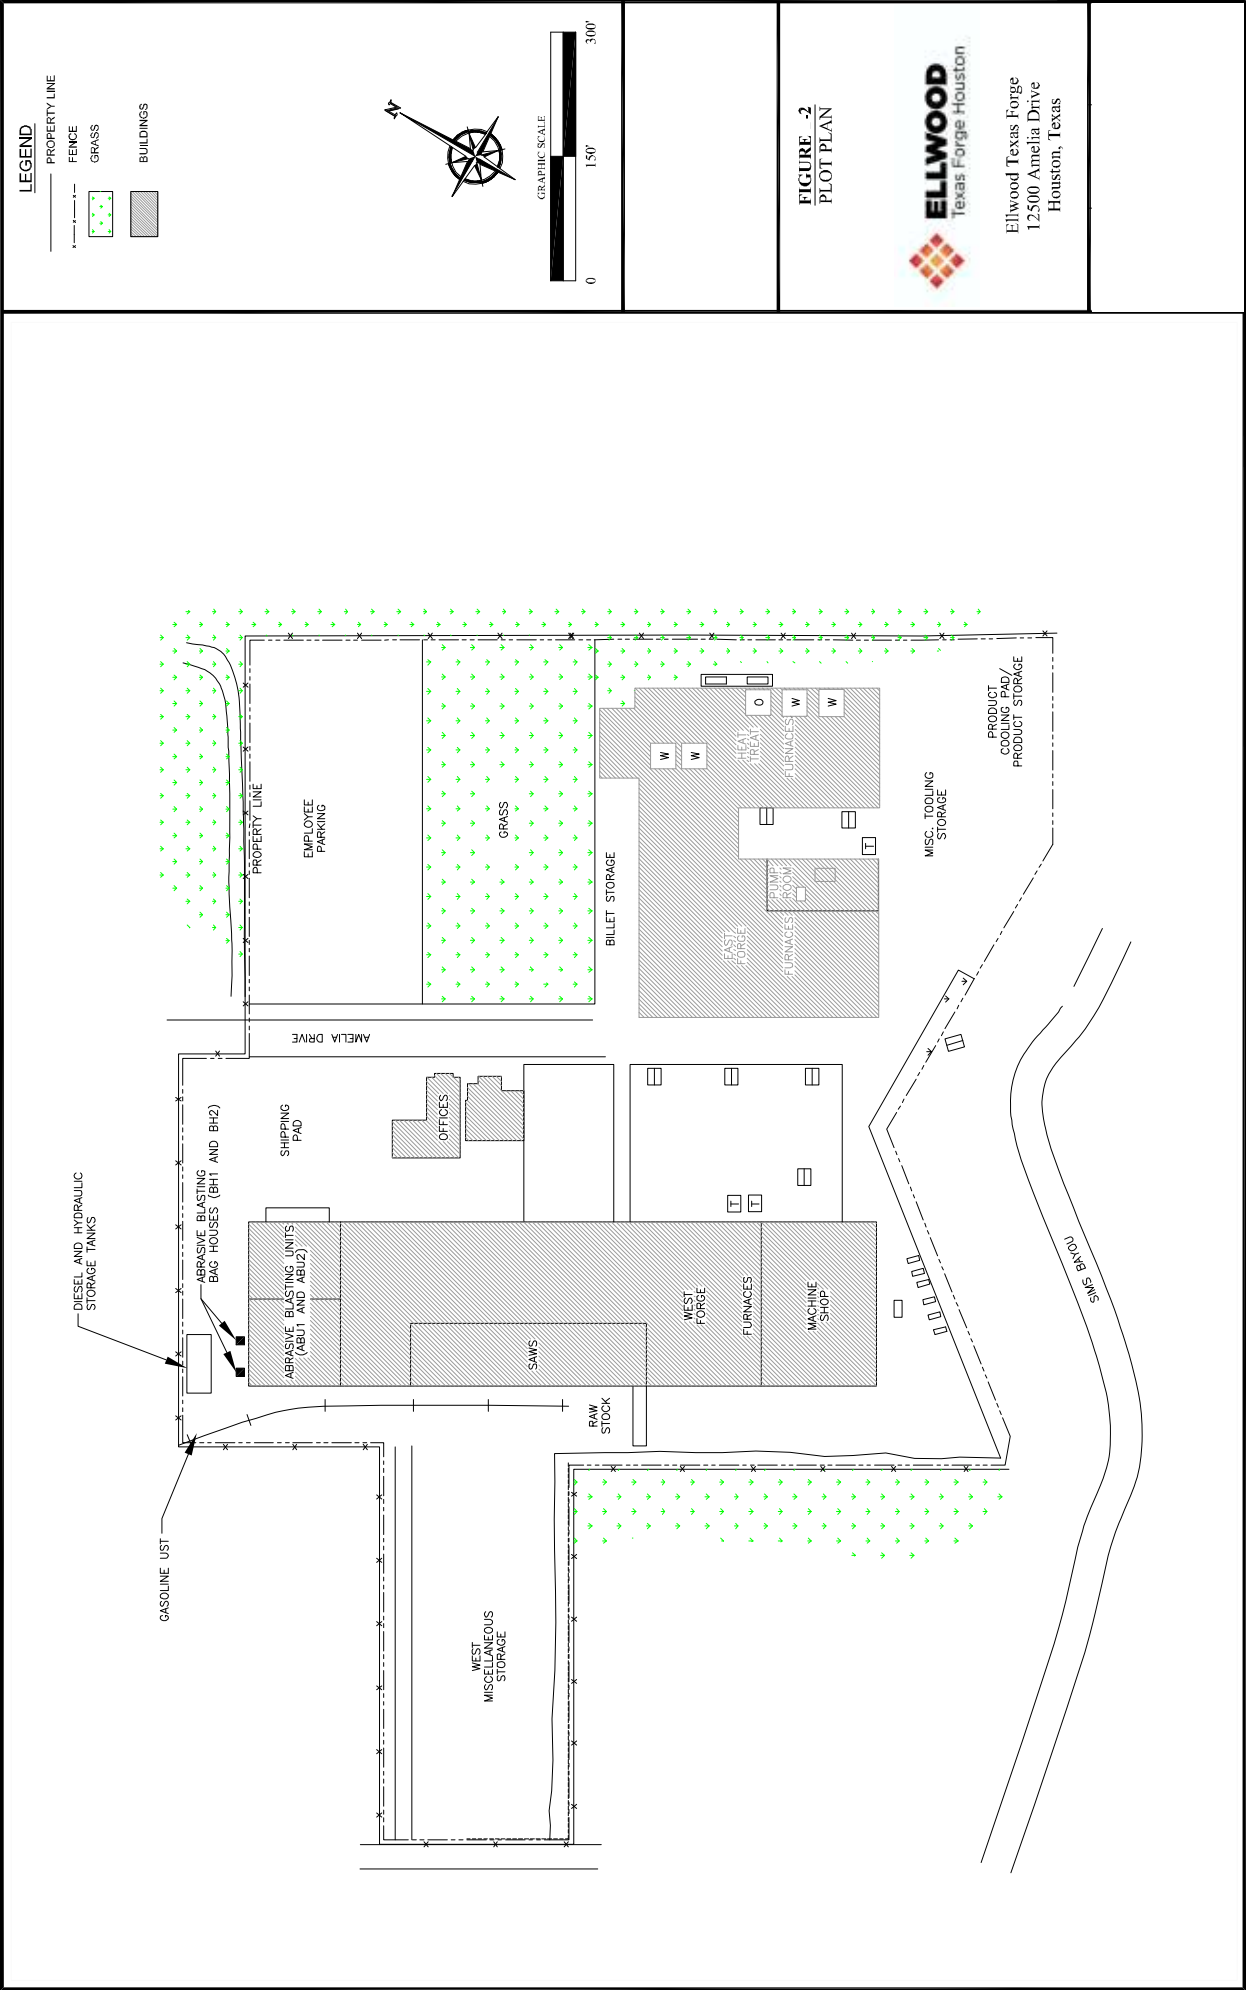 LEGEND
PROPERTY LINE
FENCE
GRASS
BUILDINGS
N
GRAPHIC SCALE
0
150'
300'
FIGURE -2
PLOT PLAN
ELLWOOD
Texas Forge Houston
Ellwood Texas Forge
12500 Amelia Drive
Houston, Texas
DIESEL AND HYDRAULIC
STORAGE TANKS
GASOLINE UST
ABRASIVE BLASTING
BAG HOUSES (BH1 AND BH2)
ABRASIVE BLASTING UNITS
(ABU1 AND ABU2)
SHIPPING
PAD
PROPERTY LINE
EMPLOYEE
PARKING
AMELIA DRIVE
OFFICES
GRASS
BILLET STORAGE
SAWS
RAW
STOCK
WEST
MISCELLANEOUS
STORAGE
WEST
FORGE
FURNACES
MACHINE
SHOP
T
T
EAST
FORGE
FURNACES
PUMP
ROOM
T
HEAT
TREAT
FURNACES
W
W
O
W
W
MISC. TOOLING
STORAGE
PRODUCT
COOLING PAD/
PRODUCT STORAGE
SIMS BAYOU